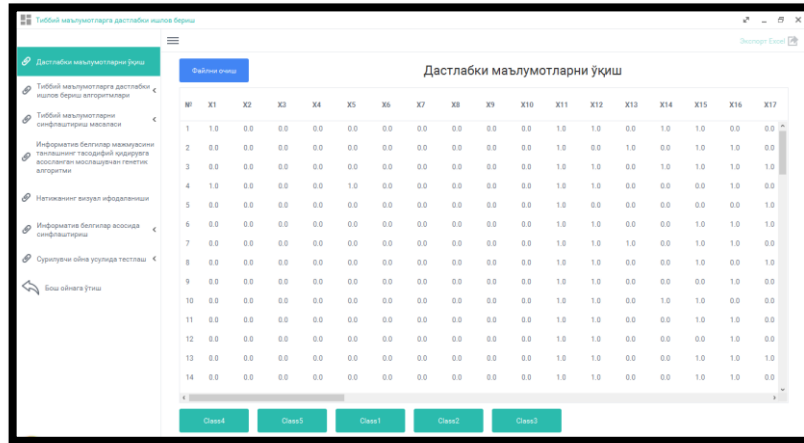 Тиббий маълумотларга дастлабки ишлов бериш
Экспорт Excel
Дастлабки маълумотларни ўқиш
Тиббий маълумотларга дастлабки
ишлов бериш алгоритмлари
Тиббий маълумотларни
синфлаштириш масаласи
Информатив белгилар мажмуасини
танлашнинг тасодифий қидирувга
асосланган мослашувчан генетик
алгоритми
Натижанинг визуал ифодаланиши
Информатив белгилар асосида
синфлаштириш
Сурилувчи ойна усулида тестлаш
Бош ойнага ўтиш
Файлни очиш
Дастлабки маълумотларни ўқиш
№ X1 X2 X3 X4 X5 X6 X7 X8 X9 X10 X11 X12 X13 X14 X15 X16 X17
1 1.0 0.0 0.0 0.0 0.0 0.0 0.0 0.0 0.0 0.0 1.0 1.0 0.0 1.0 1.0 0.0 0.0
2 0.0 0.0 0.0 0.0 0.0 0.0 0.0 0.0 0.0 0.0 1.0 0.0 1.0 0.0 1.0 1.0 0.0
3 0.0 0.0 0.0 0.0 0.0 0.0 0.0 0.0 0.0 0.0 1.0 1.0 0.0 1.0 1.0 1.0 1.0
4 1.0 0.0 0.0 0.0 1.0 0.0 0.0 0.0 0.0 0.0 1.0 1.0 0.0 0.0 0.0 1.0 0.0
5 0.0 0.0 0.0 0.0 0.0 0.0 0.0 0.0 0.0 0.0 1.0 0.0 0.0 0.0 0.0 0.0 1.0
6 0.0 0.0 0.0 0.0 0.0 0.0 0.0 0.0 0.0 0.0 1.0 1.0 0.0 0.0 1.0 1.0 1.0
7 0.0 0.0 0.0 0.0 0.0 0.0 0.0 0.0 0.0 0.0 1.0 1.0 1.0 0.0 1.0 1.0 0.0
8 0.0 0.0 0.0 0.0 0.0 0.0 0.0 0.0 0.0 0.0 1.0 1.0 0.0 0.0 1.0 0.0 1.0
9 0.0 0.0 0.0 0.0 0.0 0.0 0.0 0.0 0.0 0.0 1.0 1.0 0.0 0.0 0.0 1.0 0.0
10 0.0 0.0 0.0 0.0 0.0 0.0 0.0 0.0 0.0 0.0 1.0 1.0 0.0 1.0 1.0 0.0 0.0
11 0.0 0.0 0.0 0.0 0.0 0.0 0.0 0.0 0.0 0.0 1.0 1.0 0.0 0.0 1.0 1.0 0.0
12 0.0 0.0 0.0 0.0 0.0 0.0 0.0 0.0 0.0 0.0 1.0 1.0 0.0 0.0 0.0 1.0 0.0
13 0.0 0.0 0.0 0.0 0.0 0.0 0.0 0.0 0.0 0.0 1.0 1.0 0.0 0.0 1.0 1.0 1.0
14 0.0 0.0 0.0 0.0 0.0 0.0 0.0 0.0 0.0 0.0 1.0 1.0 0.0 0.0 1.0 1.0 0.0
Class4 Class5 Class1 Class2 Class3